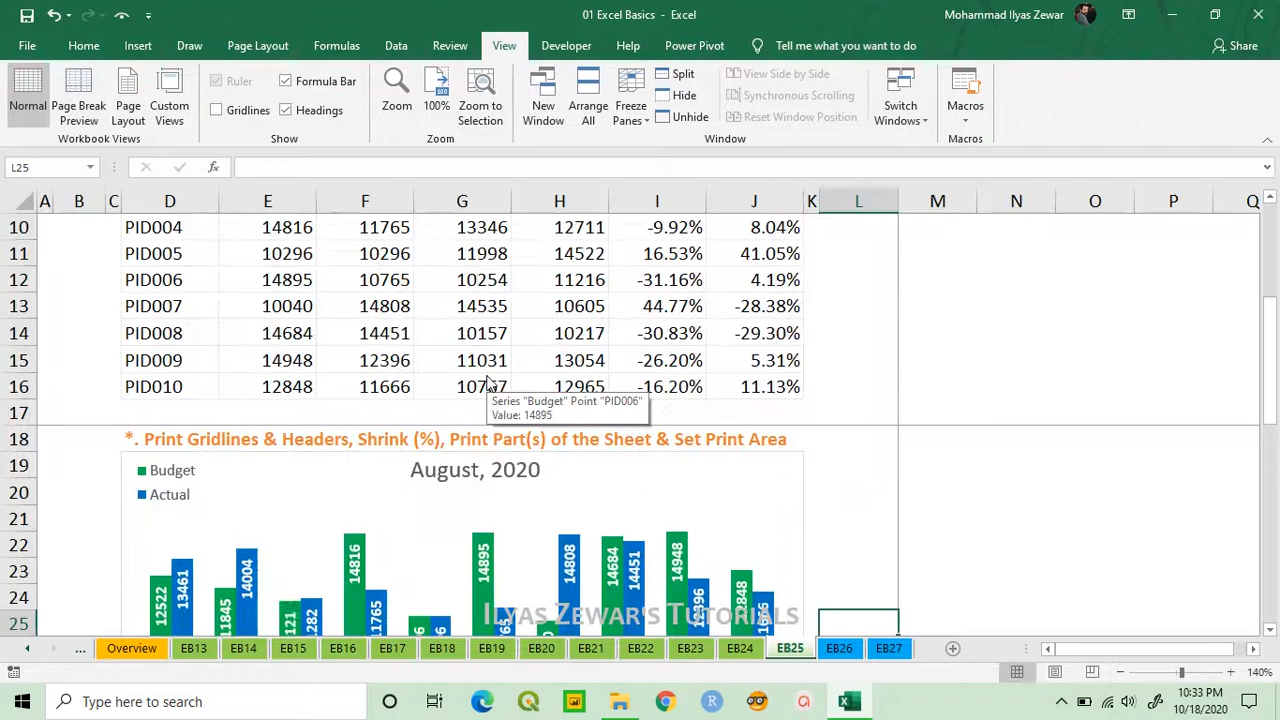 01 Excel Basics - Excel
Mohammad Ilyas Zewar
File Home Insert Draw Page Layout Formulas Data Review View Developer Help Power Pivot Tell me what you want to do Share
Normal
Page Break Preview
Page Layout
Custom Views
Workbook Views
Ruler
Formula Bar
Gridlines
Headings
Show
Zoom
100%
Zoom to Selection
Zoom
New Window
Arrange All
Freeze Panes
Split
Hide
Unhide
View Side by Side
Synchronous Scrolling
Reset Window Position
Window
Switch Windows
Macros
Macros
L25
fx
A B C D E F G H I J K L M N O P Q
10 PID004 14816 11765 13346 12711 -9.92% 8.04%
11 PID005 10296 10296 11998 14522 16.53% 41.05%
12 PID006 14895 10765 10254 11216 -31.16% 4.19%
13 PID007 10040 14808 14535 10605 44.77% -28.38%
14 PID008 14684 14451 10157 10217 -30.83% -29.30%
15 PID009 14948 12396 11031 13054 -26.20% 5.31%
16 PID010 12848 11666 12965 -16.20% 11.13%
Series "Budget" Point "PID006"
Value: 14895
17
18 *. Print Gridlines & Headers, Shrink (%), Print Part(s) of the Sheet & Set Print Area
19
20
21
22
23
24
25
August, 2020
Budget
Actual
12522 13461 11845 14004 14816 11765 14895 14808 14684 14451 14948
ILYAS ZEWAR'S TUTORIALS
... Overview EB13 EB14 EB15 EB16 EB17 EB18 EB19 EB20 EB21 EB22 EB23 EB24 EB25 EB26 EB27
140%
Type here to search
10:33 PM
10/18/2020